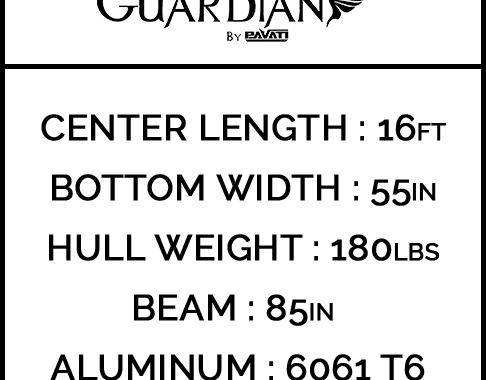 GUARDIAN
BY PAVATI
CENTER LENGTH : 16FT
BOTTOM WIDTH : 55IN
HULL WEIGHT : 180LBS
BEAM : 85IN
ALUMINUM : 6061 T6